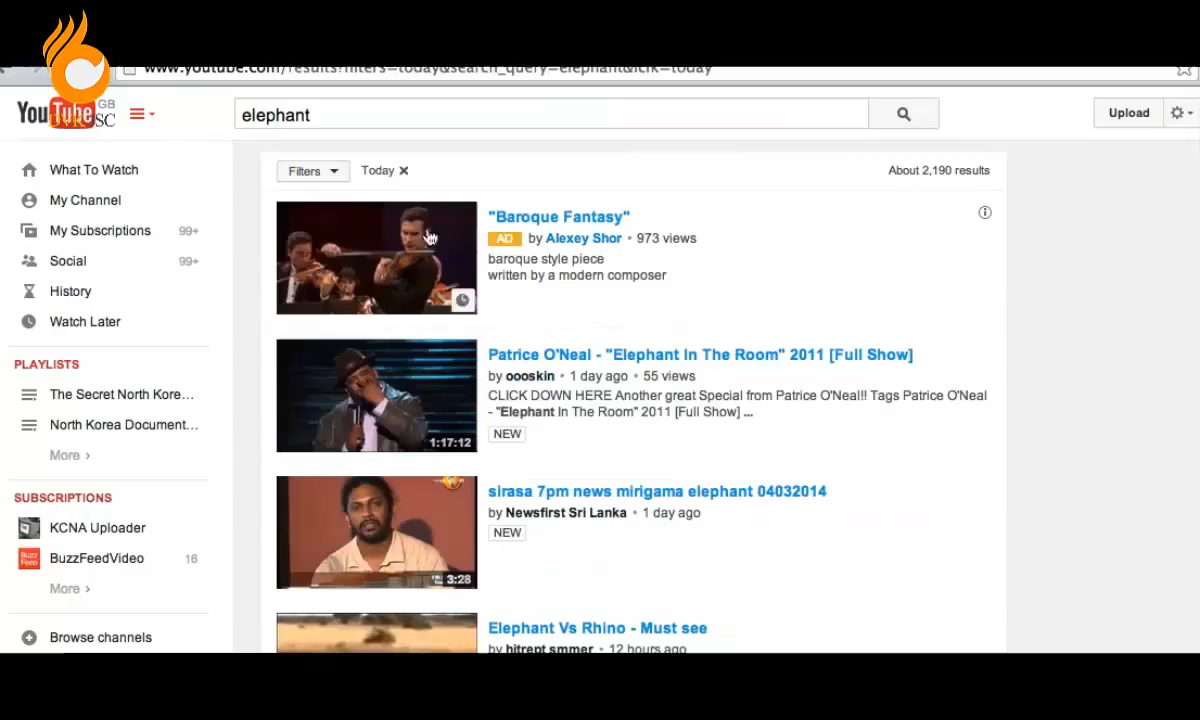 www.youtube.com/results?filters=today&search_query=elephant&lclk=today
YouTube GB
elephant
Upload
What To Watch
My Channel
My Subscriptions 99+
Social 99+
History
Watch Later
PLAYLISTS
The Secret North Kore...
North Korea Document...
More ›
SUBSCRIPTIONS
KCNA Uploader
BuzzFeedVideo 16
More ›
Browse channels
Filters
Today ×
About 2,190 results
"Baroque Fantasy"
AD by Alexey Shor • 973 views
baroque style piece
written by a modern composer
Patrice O'Neal - "Elephant In The Room" 2011 [Full Show]
by oooskin • 1 day ago • 55 views
CLICK DOWN HERE Another great Special from Patrice O'Neal!! Tags Patrice O'Neal
- "Elephant In The Room" 2011 [Full Show] ...
NEW
1:17:12
sirasa 7pm news mirigama elephant 04032014
by Newsfirst Sri Lanka • 1 day ago
NEW
3:28
Elephant Vs Rhino - Must see
by hitrept smmer • 12 hours ago